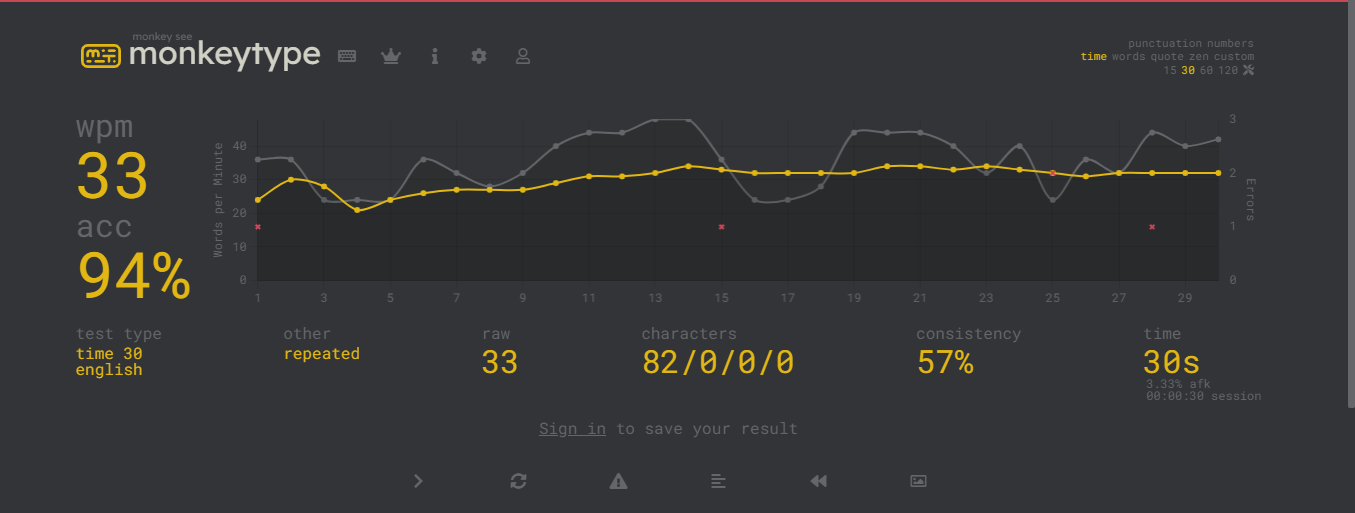 monkey see
monkeytype
punctuation numbers
time words quote zen custom
15 30 60 120
wpm
33
acc
94%
Words per Minute
40
30
20
10
0
3
2
1
0
Errors
1 3 5 7 9 11 13 15 17 19 21 23 25 27 29
test type
time 30
english
other
repeated
raw
33
characters
82/0/0/0
consistency
57%
time
30s
3.33% afk
00:00:30 session
Sign in to save your result